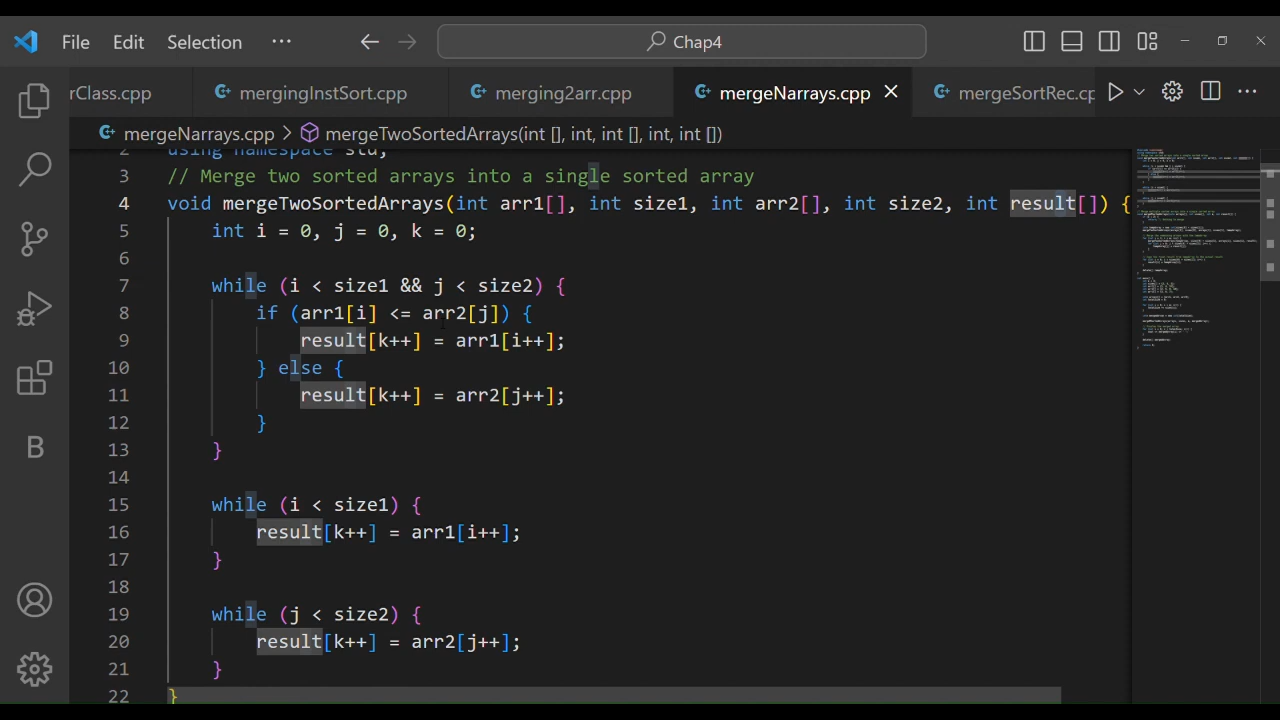 File Edit Selection ··· Chap4
rClass.cpp mergingInstSort.cpp merging2arr.cpp mergeNarrays.cpp mergeSortRec.cp
mergeNarrays.cpp > mergeTwoSortedArrays(int [], int, int [], int, int [])
2 using namespace std;
3 // Merge two sorted arrays into a single sorted array
4 void mergeTwoSortedArrays(int arr1[], int size1, int arr2[], int size2, int result[]) {
5 int i = 0, j = 0, k = 0;
6
7 while (i < size1 && j < size2) {
8 if (arr1[i] <= arr2[j]) {
9 result[k++] = arr1[i++];
10 } else {
11 result[k++] = arr2[j++];
12 }
13 }
14
15 while (i < size1) {
16 result[k++] = arr1[i++];
17 }
18
19 while (j < size2) {
20 result[k++] = arr2[j++];
21 }
22 }
B